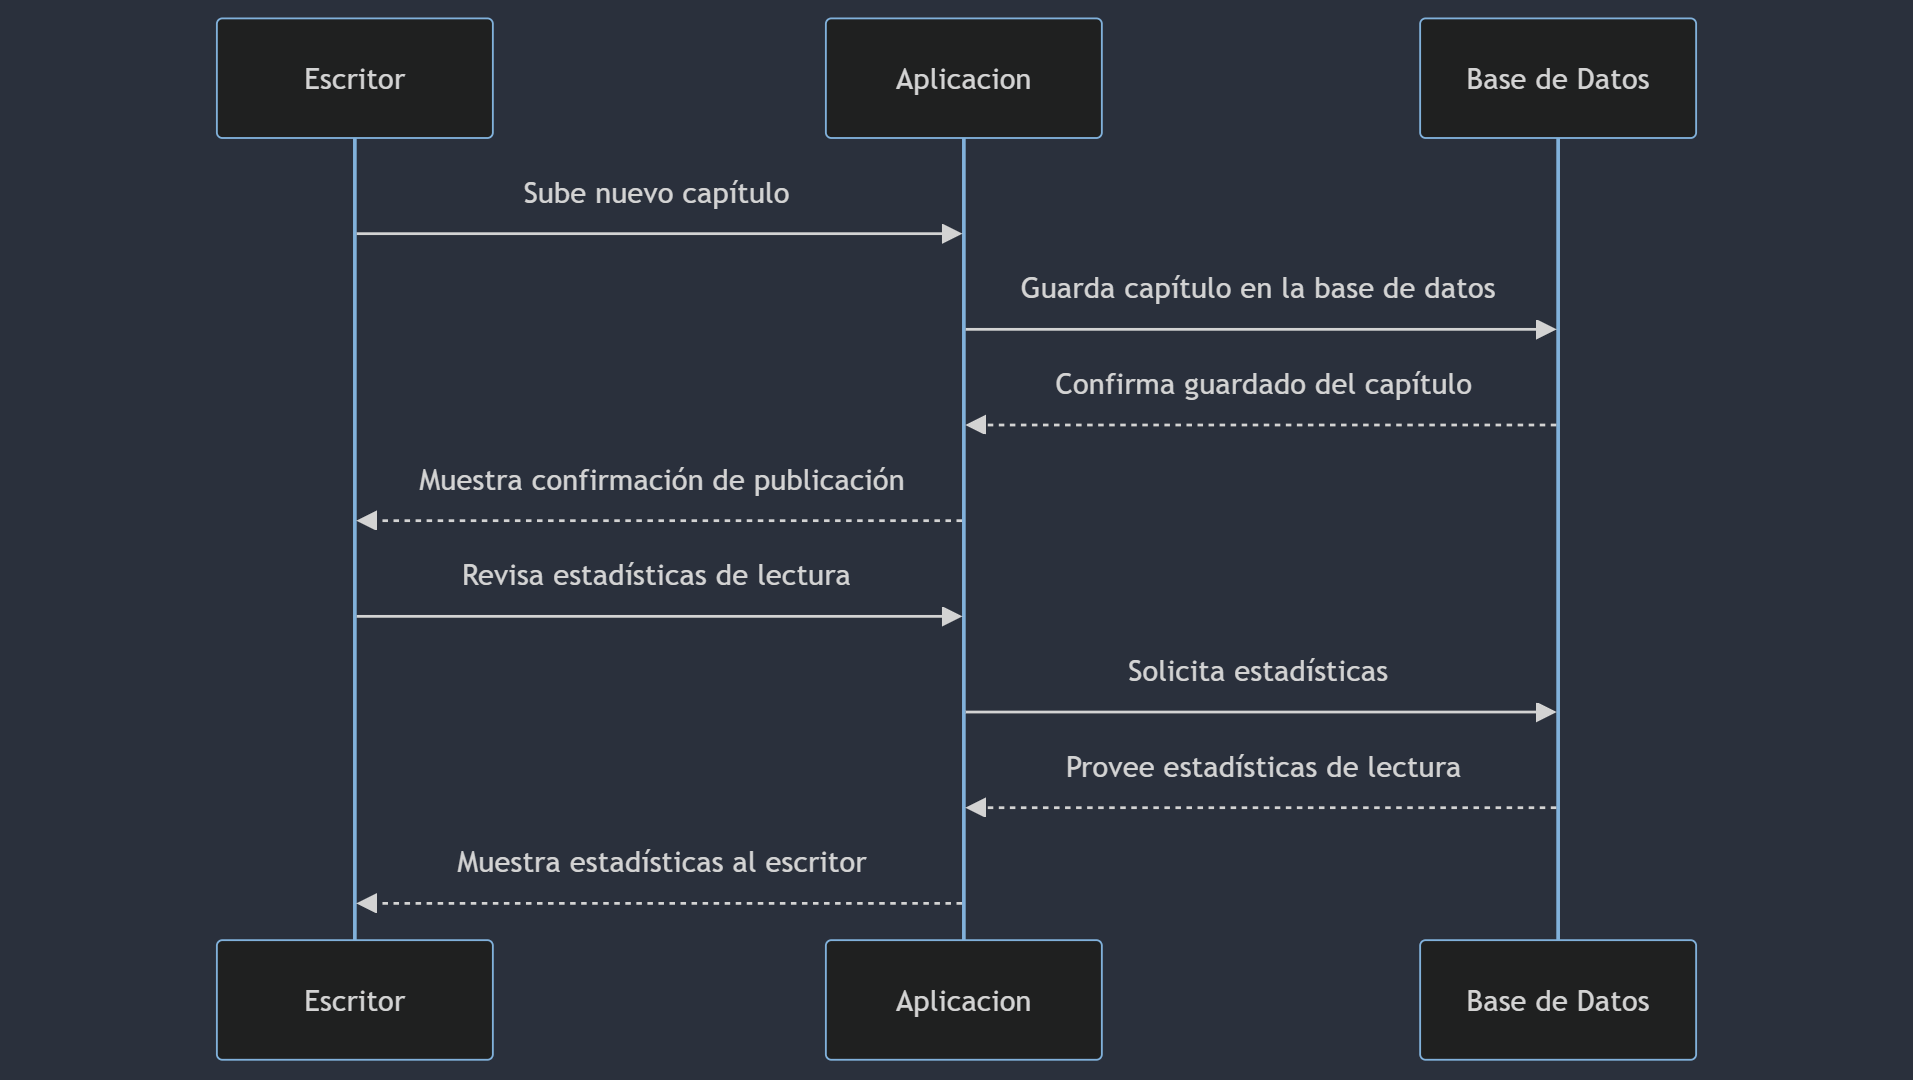 Escritor
Aplicacion
Base de Datos
Sube nuevo capítulo
Guarda capítulo en la base de datos
Confirma guardado del capítulo
Muestra confirmación de publicación
Revisa estadísticas de lectura
Solicita estadísticas
Provee estadísticas de lectura
Muestra estadísticas al escritor
Escritor
Aplicacion
Base de Datos